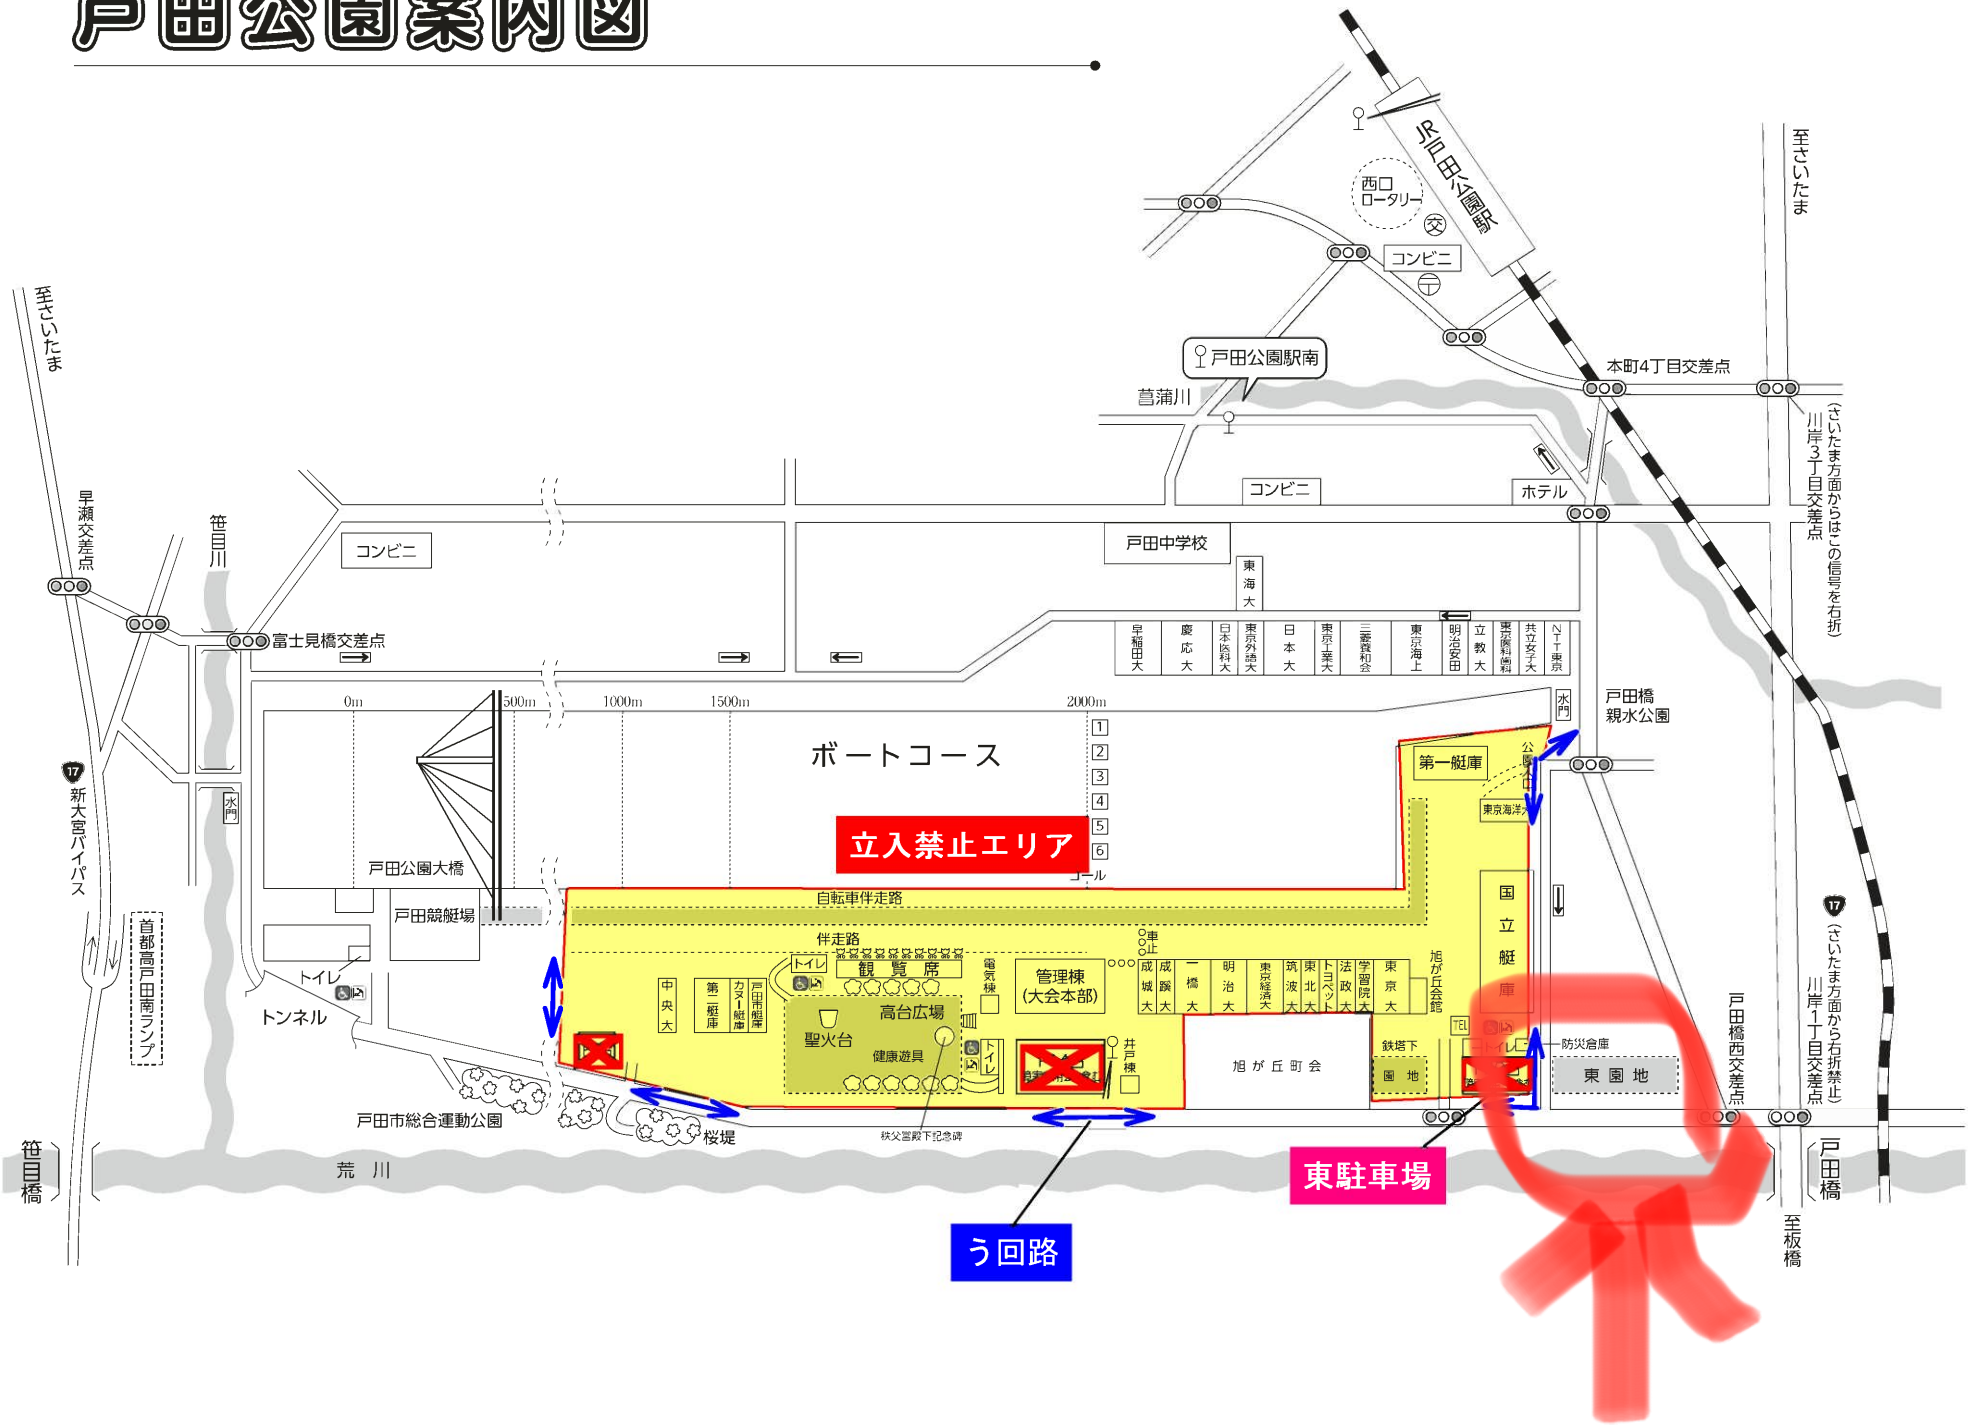 戸田公園案内図
JR戸田公園駅
西口
ロータリー
交
コンビニ
〒
至さいたま
戸田公園駅南
菖蒲川
本町4丁目交差点
川岸3丁目交差点
(さいたま方面からはこの信号を右折)
コンビニ
ホテル
戸田中学校
東海大
至さいたま
早瀬交差点
笹目川
コンビニ
富士見橋交差点
早稲田大
慶応大
日本医科大
東京外語大
日本大
東京工業大
三菱養和会
東京海上
明治安田
立教大
東京医科歯科
共立女子大
NTT東京
水門
戸田橋
親水公園
0m
500m
1000m
1500m
2000m
ボートコース
1
2
3
4
5
6
ゴール
立入禁止エリア
第一艇庫
東京海洋大
国立艇庫
17
新大宮バイパス
水門
首都高戸田南ランプ
戸田公園大橋
戸田競艇場
トイレ
トンネル
自転車伴走路
伴走路
車止
トイレ
観覧席
電気棟
管理棟
(大会本部)
中央大
第二艇庫
カヌー艇庫
戸田市艇庫
高台広場
聖火台
健康遊具
トイレ
井戸棟
成城大
成蹊大
一橋大
明治大
東京経済大
筑波大
東北大
トヨペット
法政大
学習院大
東京大
旭が丘会館
TEL
トイレ
防災倉庫
鉄塔下
園地
東園地
旭が丘町会
戸田橋西交差点
川岸1丁目交差点
(さいたま方面から右折禁止)
17
戸田市総合運動公園
桜堤
秩父宮殿下記念碑
笹目橋
荒川
東駐車場
う回路
戸田橋
至板橋